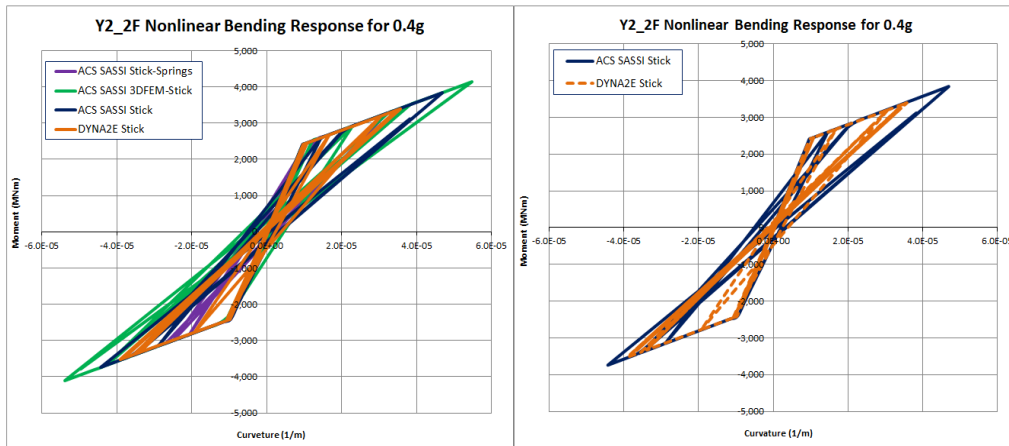 Y2_2F Nonlinear Bending Response for 0.4g
5,000
4,000
3,000
2,000
1,000
0
-1,000
-2,000
-3,000
-4,000
-5,000
-6.0E-05 -4.0E-05 -2.0E-05 0.0E+00 2.0E-05 4.0E-05 6.0E-05
Moment (MNm)
Curveture (1/m)
ACS SASSI Stick-Springs
ACS SASSI 3DFEM-Stick
ACS SASSI Stick
DYNA2E Stick
Y2_2F Nonlinear Bending Response for 0.4g
5,000
4,000
3,000
2,000
1,000
0
-1,000
-2,000
-3,000
-4,000
-5,000
-6.0E-05 -4.0E-05 -2.0E-05 0.0E+00 2.0E-05 4.0E-05 6.0E-05
Moment (MNm)
Curvature (1/m)
ACS SASSI Stick
DYNA2E Stick